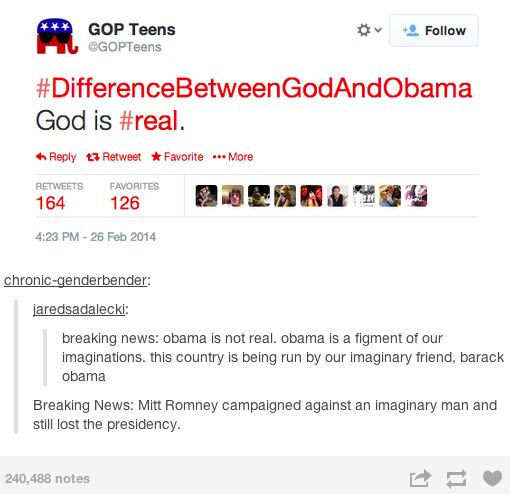 GOP Teens
@GOPTeens
Follow
#DifferenceBetweenGodAndObama
God is #real.
Reply Retweet Favorite More
RETWEETS FAVORITES
164 126
4:23 PM - 26 Feb 2014
chronic-genderbender:
jaredsadalecki:
breaking news: obama is not real. obama is a figment of our
imaginations. this country is being run by our imaginary friend, barack
obama
Breaking News: Mitt Romney campaigned against an imaginary man and
still lost the presidency.
240,488 notes